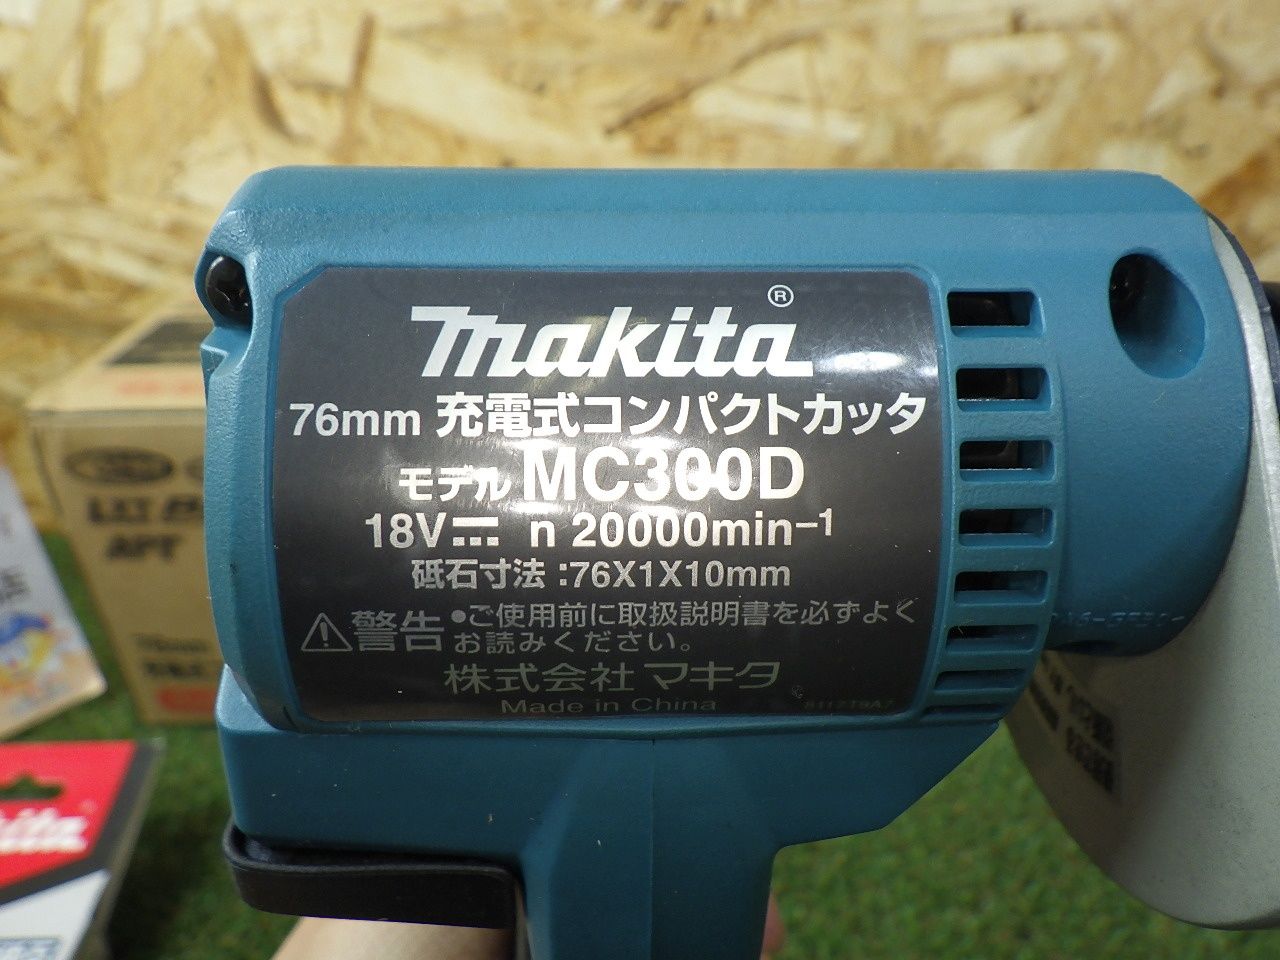 makita®
76mm 充電式コンパクトカッタ
モデル MC300D
18V n 20000min⁻¹
砥石寸法:76X1X10mm
警告 •ご使用前に取扱説明書を必ずよく
お読みください。
株式会社マキタ
Made in China